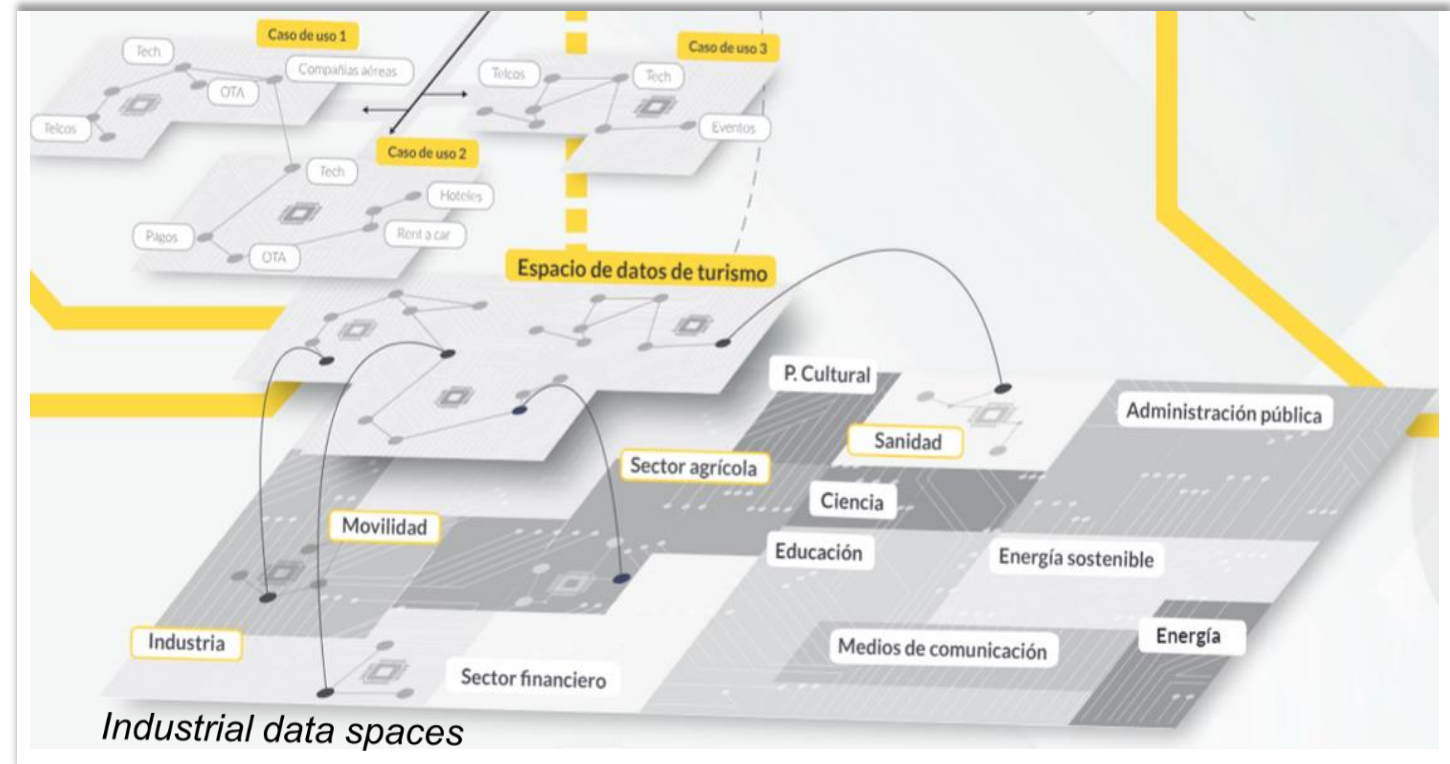 Caso de uso 1
Tech
Compañías aéreas
OTA
Telcos
Caso de uso 3
Telcos
Tech
Eventos
Caso de uso 2
Tech
Hoteles
Pagos
Rent a car
OTA
Espacio de datos de turismo
P. Cultural
Administración pública
Sanidad
Sector agrícola
Ciencia
Movilidad
Educación
Energía sostenible
Industria
Energía
Medios de comunicación
Sector financiero
Industrial data spaces